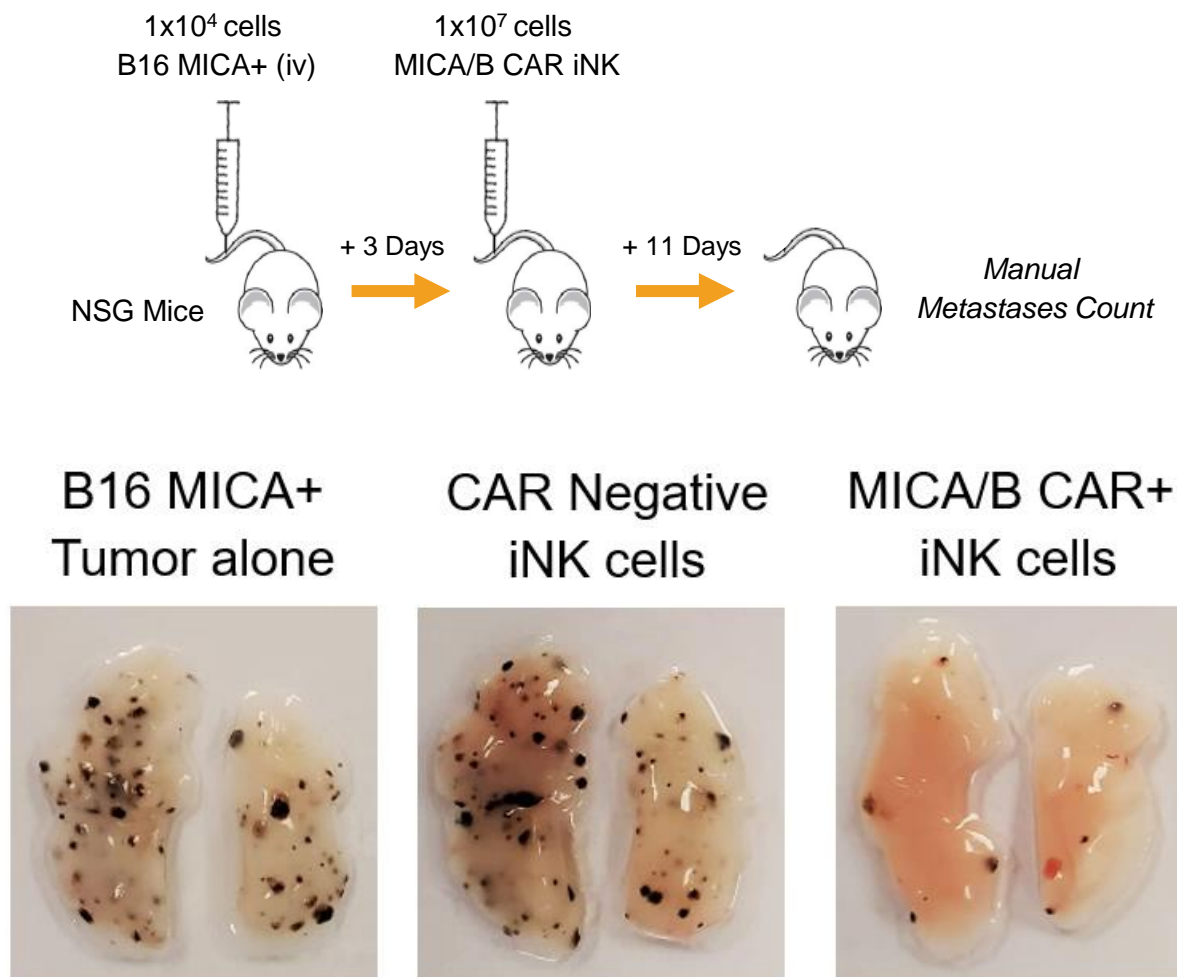 1x10⁴ cells
B16 MICA+ (iv)
1x10⁷ cells
MICA/B CAR iNK
+ 3 Days
+ 11 Days
NSG Mice
Manual
Metastases Count
B16 MICA+
Tumor alone
CAR Negative
iNK cells
MICA/B CAR+
iNK cells